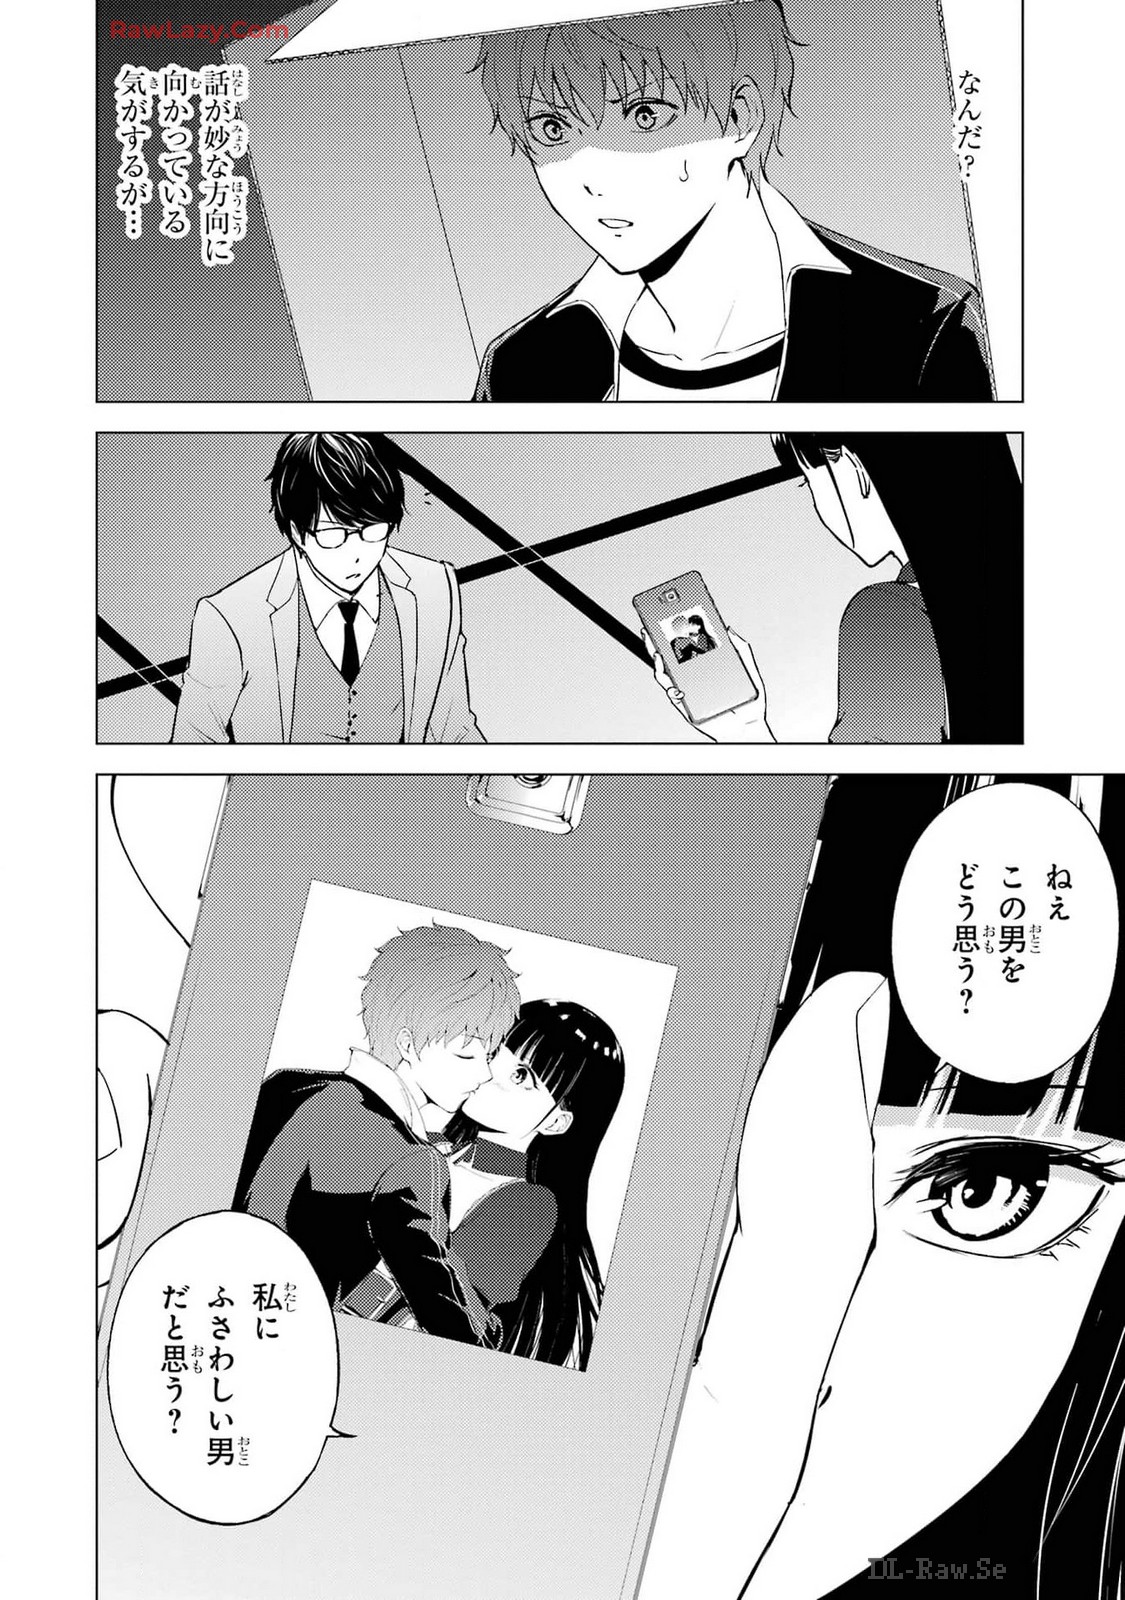 RawLazy.Com
なんだ?
話が妙な方向に
向かっている
気がするが…
ねえ
この男を
どう思う?
私に
ふさわしい男
だと思う?
DL-Raw.Se